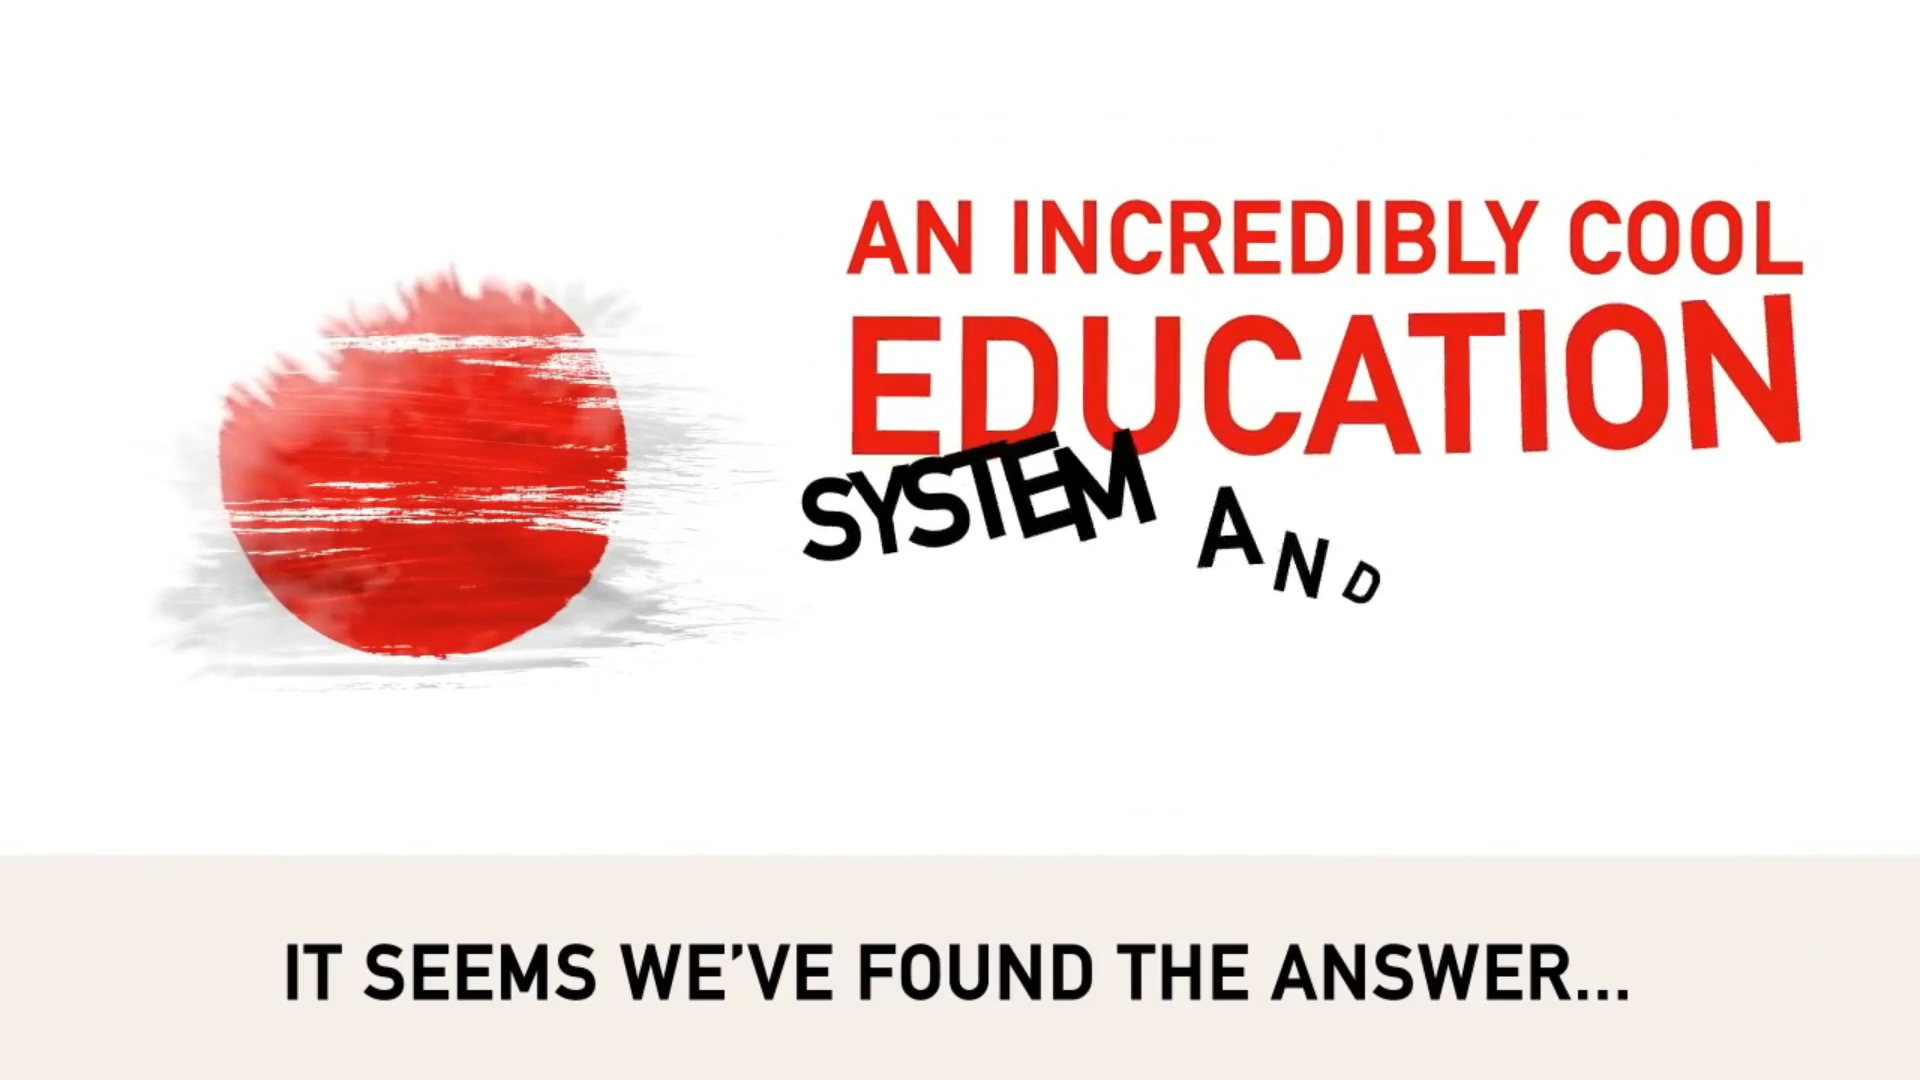 AN INCREDIBLY COOL
EDUCATION
SYSTEM AND
IT SEEMS WE’VE FOUND THE ANSWER...